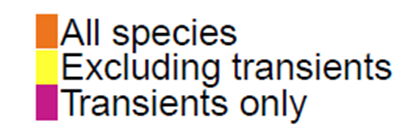 All species
Excluding transients
Transients only